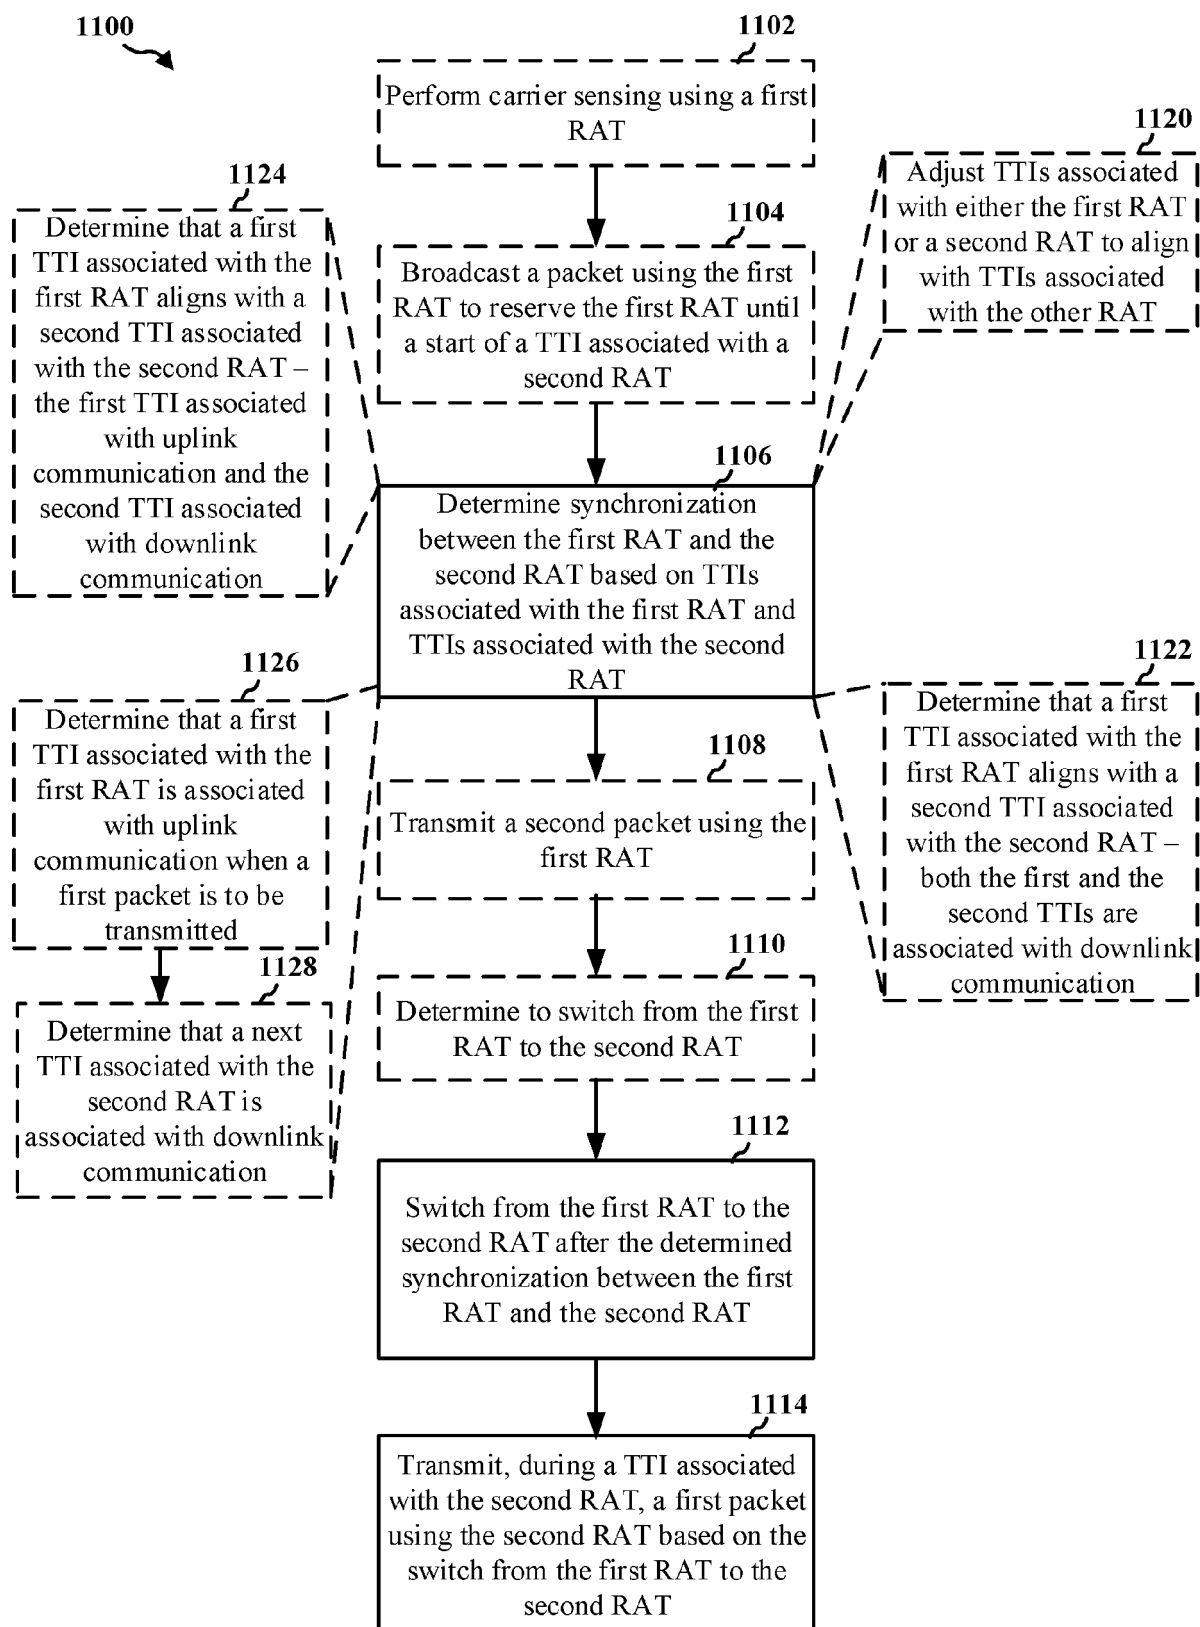 1100
1102
Perform carrier sensing using a first
RAT
1104
Broadcast a packet using the first
RAT to reserve the first RAT until
a start of a TTI associated with a
second RAT
1106
Determine synchronization
between the first RAT and the
second RAT based on TTIs
associated with the first RAT and
TTIs associated with the second
RAT
1120
Adjust TTIs associated
with either the first RAT
or a second RAT to align
with TTIs associated
with the other RAT
1122
Determine that a first
TTI associated with the
first RAT aligns with a
second TTI associated
with the second RAT –
both the first and the
second TTIs are
associated with downlink
communication
1124
Determine that a first
TTI associated with the
first RAT aligns with a
second TTI associated
with the second RAT –
the first TTI associated
with uplink
communication and the
second TTI associated
with downlink
communication
1126
Determine that a first
TTI associated with the
first RAT is associated
with uplink
communication when a
first packet is to be
transmitted
1128
Determine that a next
TTI associated with the
second RAT is
associated with downlink
communication
1108
Transmit a second packet using the
first RAT
1110
Determine to switch from the first
RAT to the second RAT
1112
Switch from the first RAT to the
second RAT after the determined
synchronization between the first
RAT and the second RAT
1114
Transmit, during a TTI associated
with the second RAT, a first packet
using the second RAT based on the
switch from the first RAT to the
second RAT